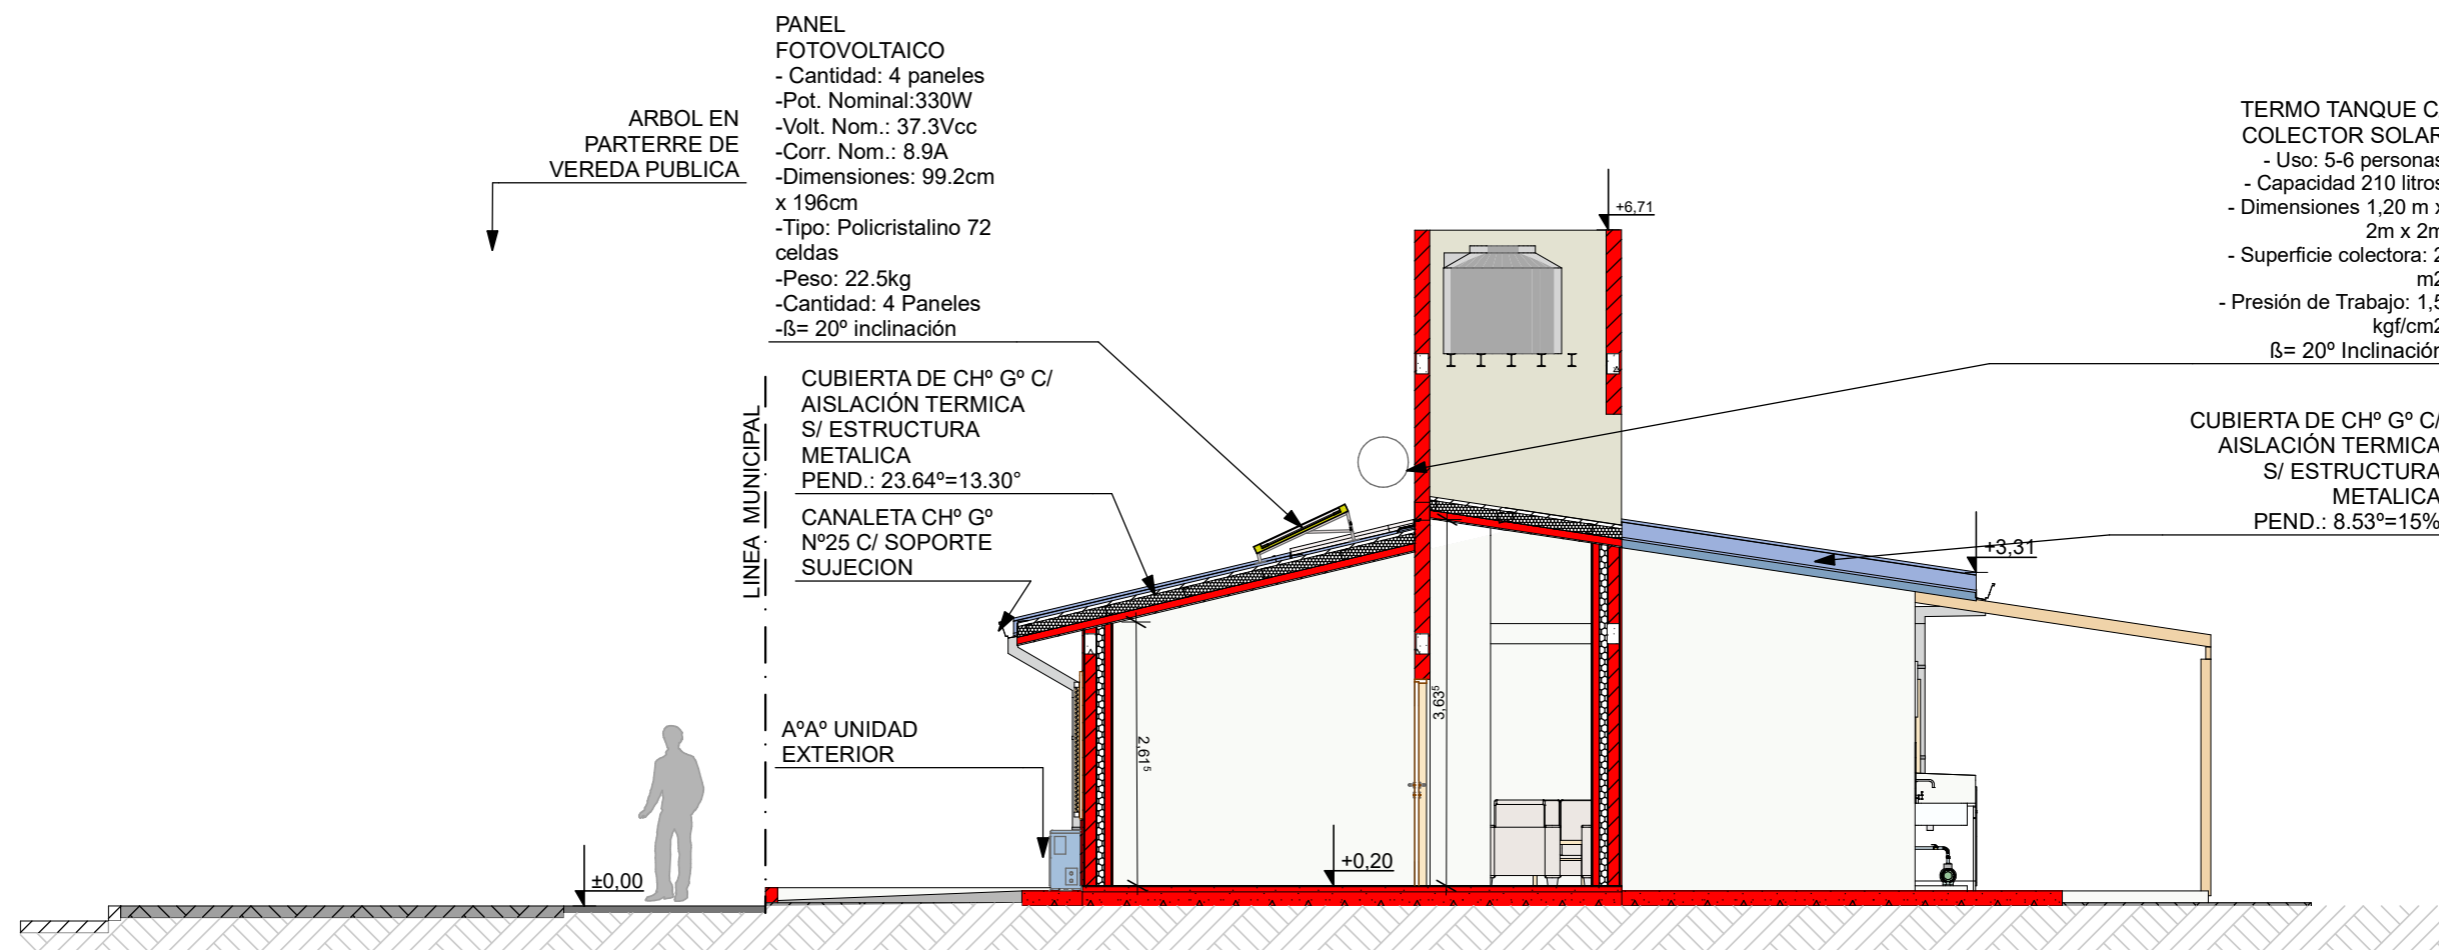 PANEL
FOTOVOLTAICO
- Cantidad: 4 paneles
-Pot. Nominal:330W
-Volt. Nom.: 37.3Vcc
-Corr. Nom.: 8.9A
-Dimensiones: 99.2cm
x 196cm
-Tipo: Policristalino 72
celdas
-Peso: 22.5kg
-Cantidad: 4 Paneles
-ß= 20º inclinación
ARBOL EN
PARTERRE DE
VEREDA PUBLICA
TERMO TANQUE C
COLECTOR SOLAR
- Uso: 5-6 personas
- Capacidad 210 litros
- Dimensiones 1,20 m x
2m x 2m
- Superficie colectora: 2
m2
- Presión de Trabajo: 1,5
kgf/cm2
ß= 20º Inclinación
+6,71
CUBIERTA DE CHº Gº C/
AISLACIÓN TERMICA
S/ ESTRUCTURA
METALICA
PEND.: 23.64º=13.30°
CUBIERTA DE CHº Gº C/
AISLACIÓN TERMICA
S/ ESTRUCTURA
METALICA
PEND.: 8.53º=15%
LINEA MUNICIPAL
CANALETA CHº Gº
Nº25 C/ SOPORTE
SUJECION
+3,31
AºAº UNIDAD
EXTERIOR
2,61⁵
3,63⁵
±0,00
+0,20